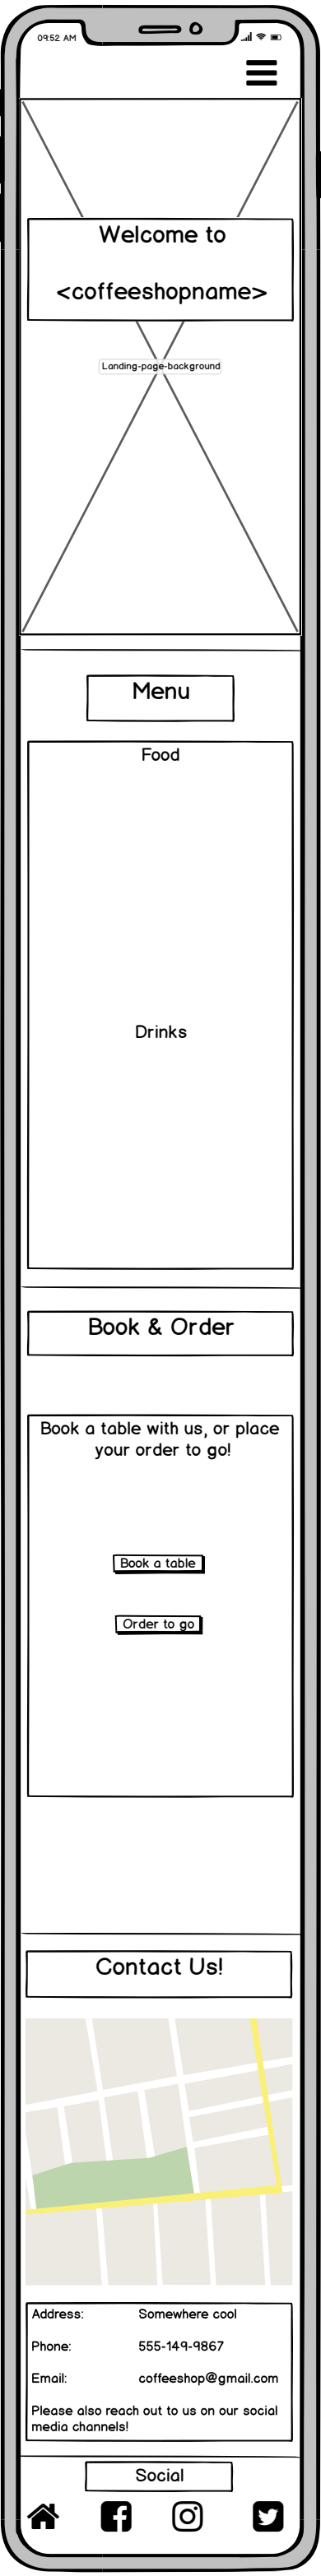 09:52 AM
Welcome to
<coffeeshopname>
Landing-page-background
Menu
Food
Drinks
Book & Order
Book a table with us, or place
your order to go!
Book a table
Order to go
Contact Us!
Address: Somewhere cool
Phone: 555-149-9867
Email: coffeeshop@gmail.com
Please also reach out to us on our social
media channels!
Social